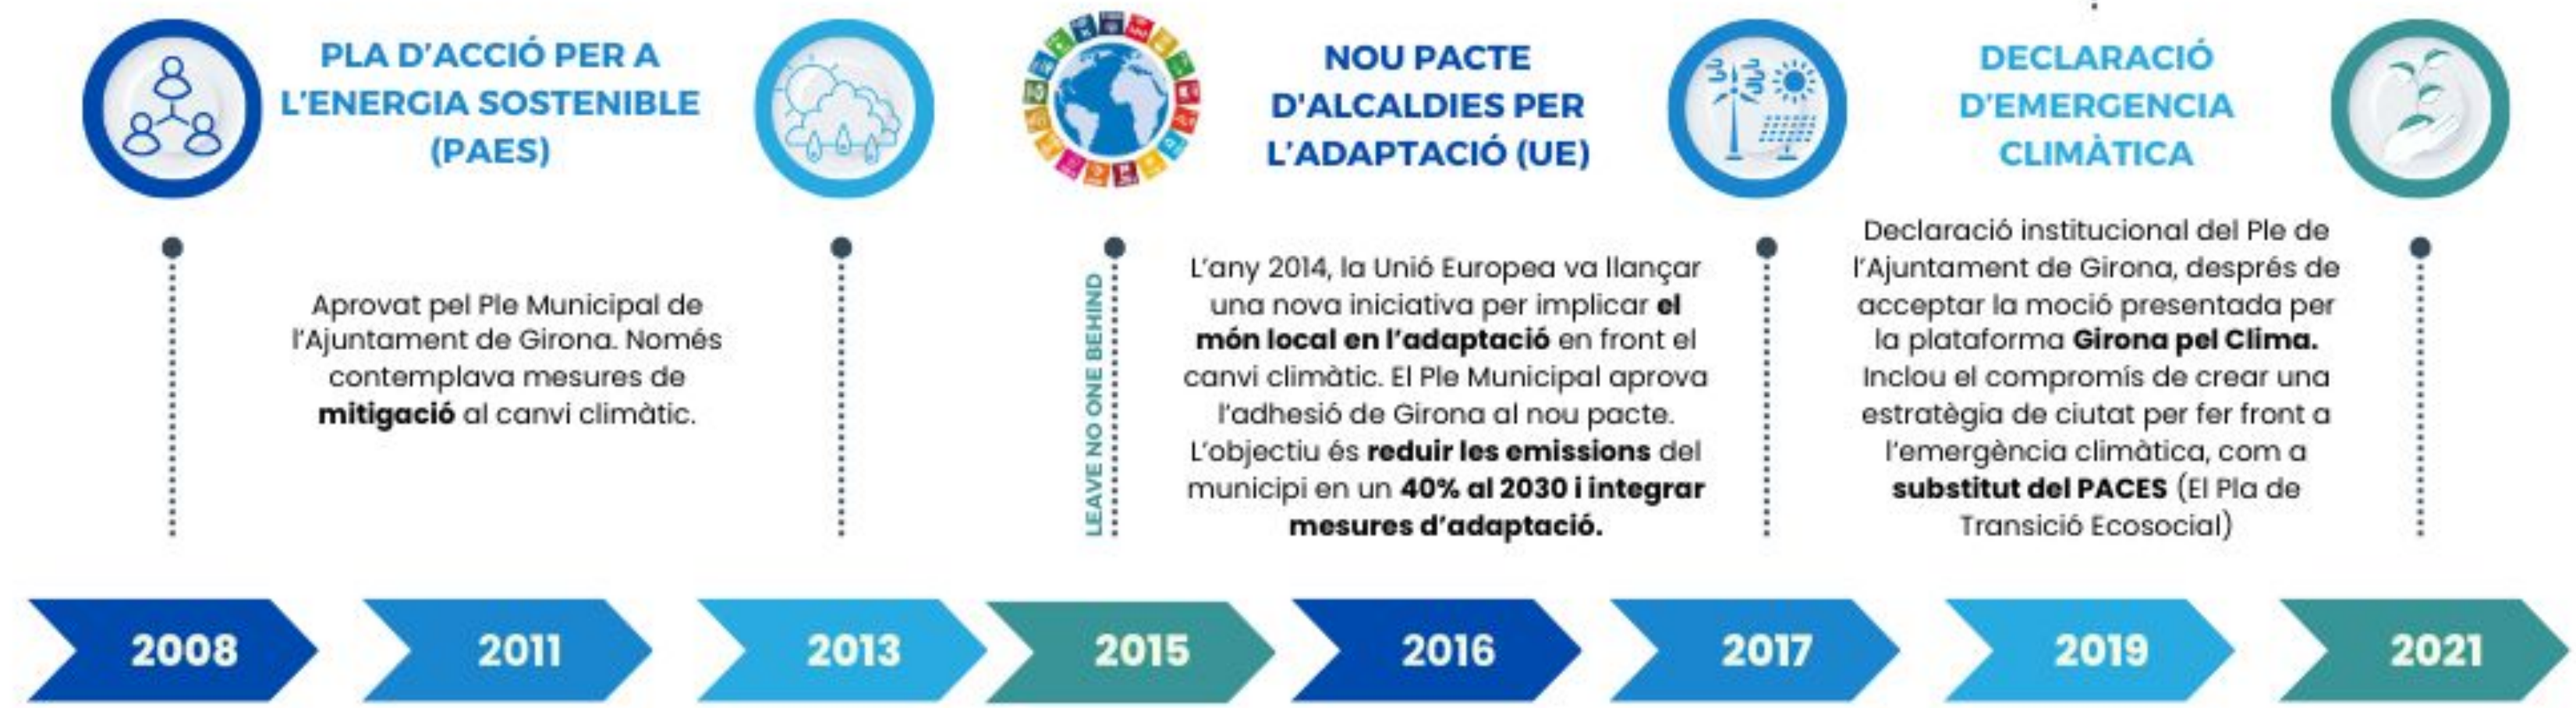 PLA D'ACCIÓ PER A
L'ENERGIA SOSTENIBLE
(PAES)
Aprovat pel Ple Municipal de
l'Ajuntament de Girona. Només
contemplava mesures de
mitigació al canvi climàtic.
LEAVE NO ONE BEHIND
NOU PACTE
D'ALCALDIES PER
L'ADAPTACIÓ (UE)
L'any 2014, la Unió Europea va llançar
una nova iniciativa per implicar el
món local en l'adaptació en front el
canvi climàtic. El Ple Municipal aprova
l'adhesió de Girona al nou pacte.
L'objectiu és reduir les emissions del
municipi en un 40% al 2030 i integrar
mesures d'adaptació.
DECLARACIÓ
D'EMERGENCIA
CLIMÀTICA
Declaració institucional del Ple de
l'Ajuntament de Girona, després de
acceptar la moció presentada per
la plataforma Girona pel Clima.
Inclou el compromís de crear una
estratègia de ciutat per fer front a
l'emergència climàtica, com a
substitut del PACES (El Pla de
Transició Ecosocial)
2008
2011
2013
2015
2016
2017
2019
2021